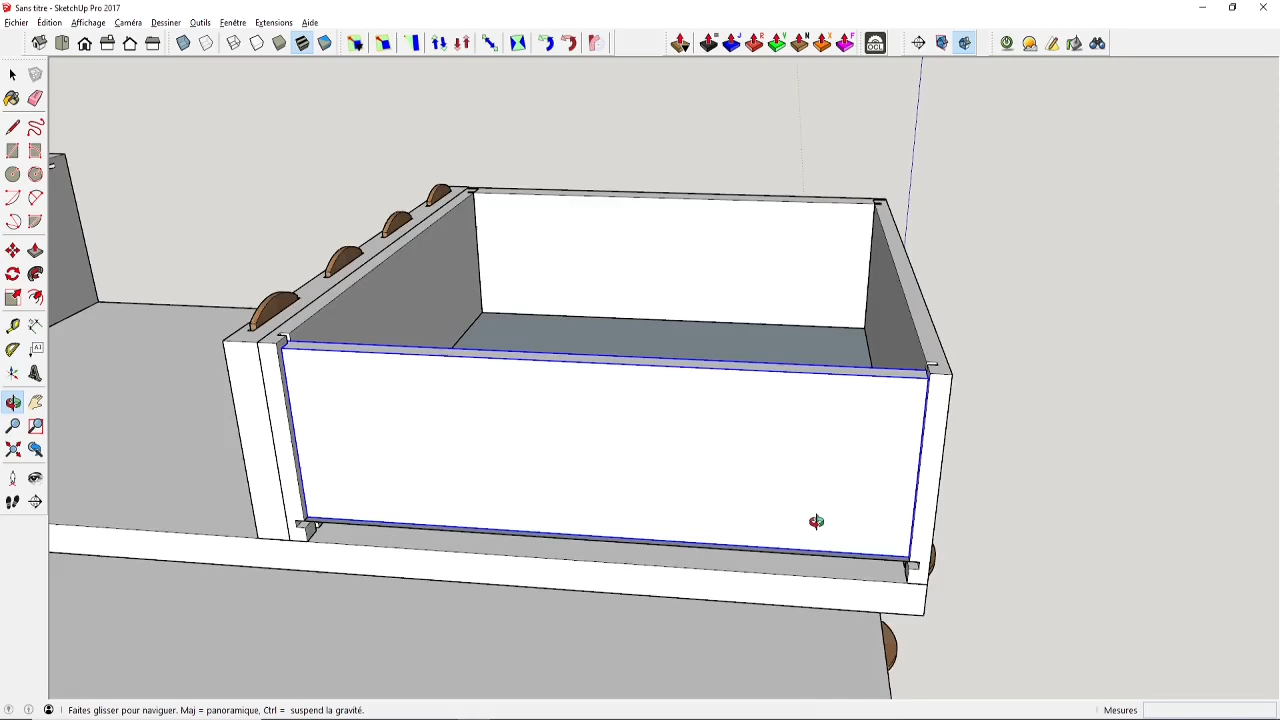 Sans titre - SketchUp Pro 2017
Fichier Édition Affichage Caméra Dessiner Outils Fenêtre Extensions Aide
OCL
Faites glisser pour naviguer. Maj = panoramique, Ctrl = suspend la gravité.
Mesures